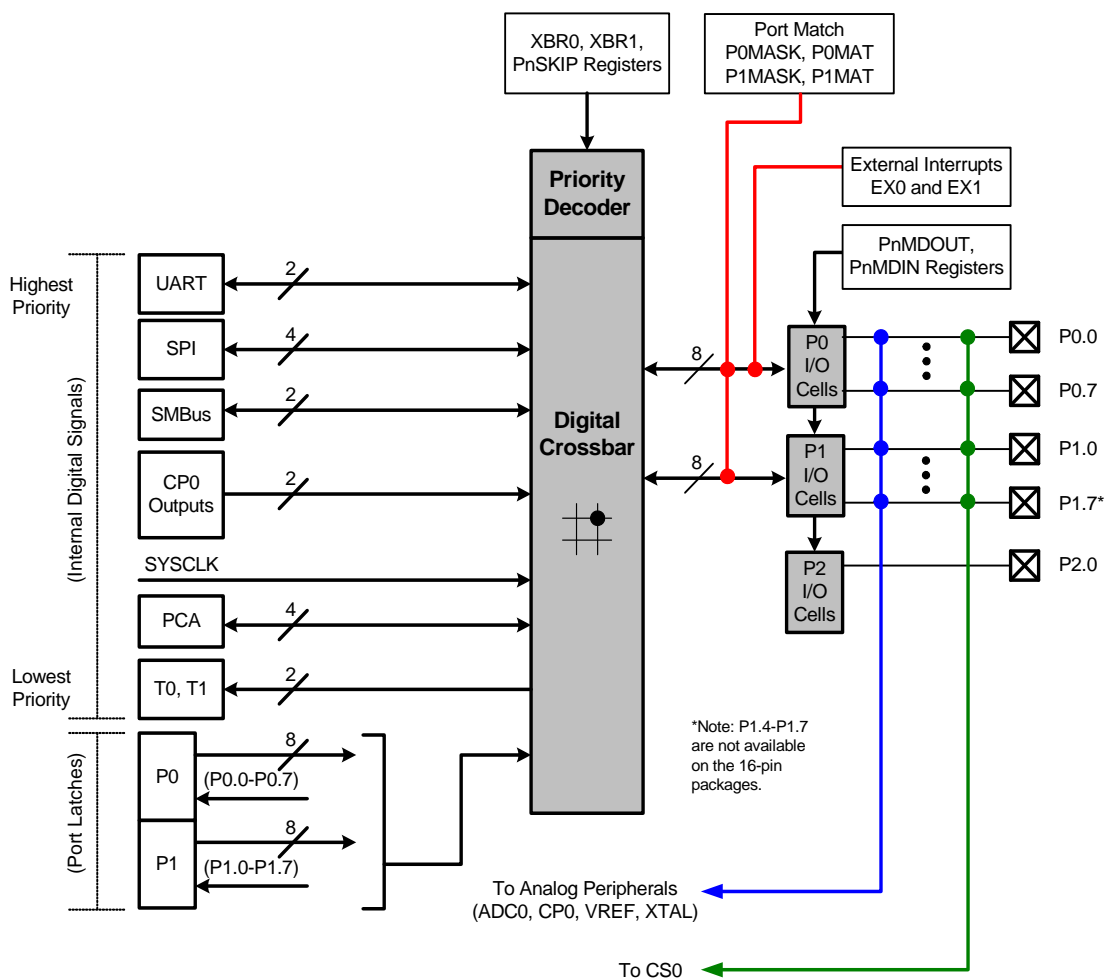 XBR0, XBR1,
PnSKIP Registers
Port Match
P0MASK, P0MAT
P1MASK, P1MAT
External Interrupts
EX0 and EX1
Priority
Decoder
PnMDOUT,
PnMDIN Registers
Highest
Priority
(Internal Digital Signals)
UART
2
SPI
4
SMBus
2
CP0
Outputs
2
SYSCLK
PCA
4
Lowest
Priority
T0, T1
2
Digital
Crossbar
8
8
P0
I/O
Cells
P1
I/O
Cells
P2
I/O
Cells
P0.0
P0.7
P1.0
P1.7*
P2.0
*Note: P1.4-P1.7
are not available
on the 16-pin
packages.
(Port Latches)
P0
8
(P0.0-P0.7)
P1
8
(P1.0-P1.7)
To Analog Peripherals
(ADC0, CP0, VREF, XTAL)
To CS0